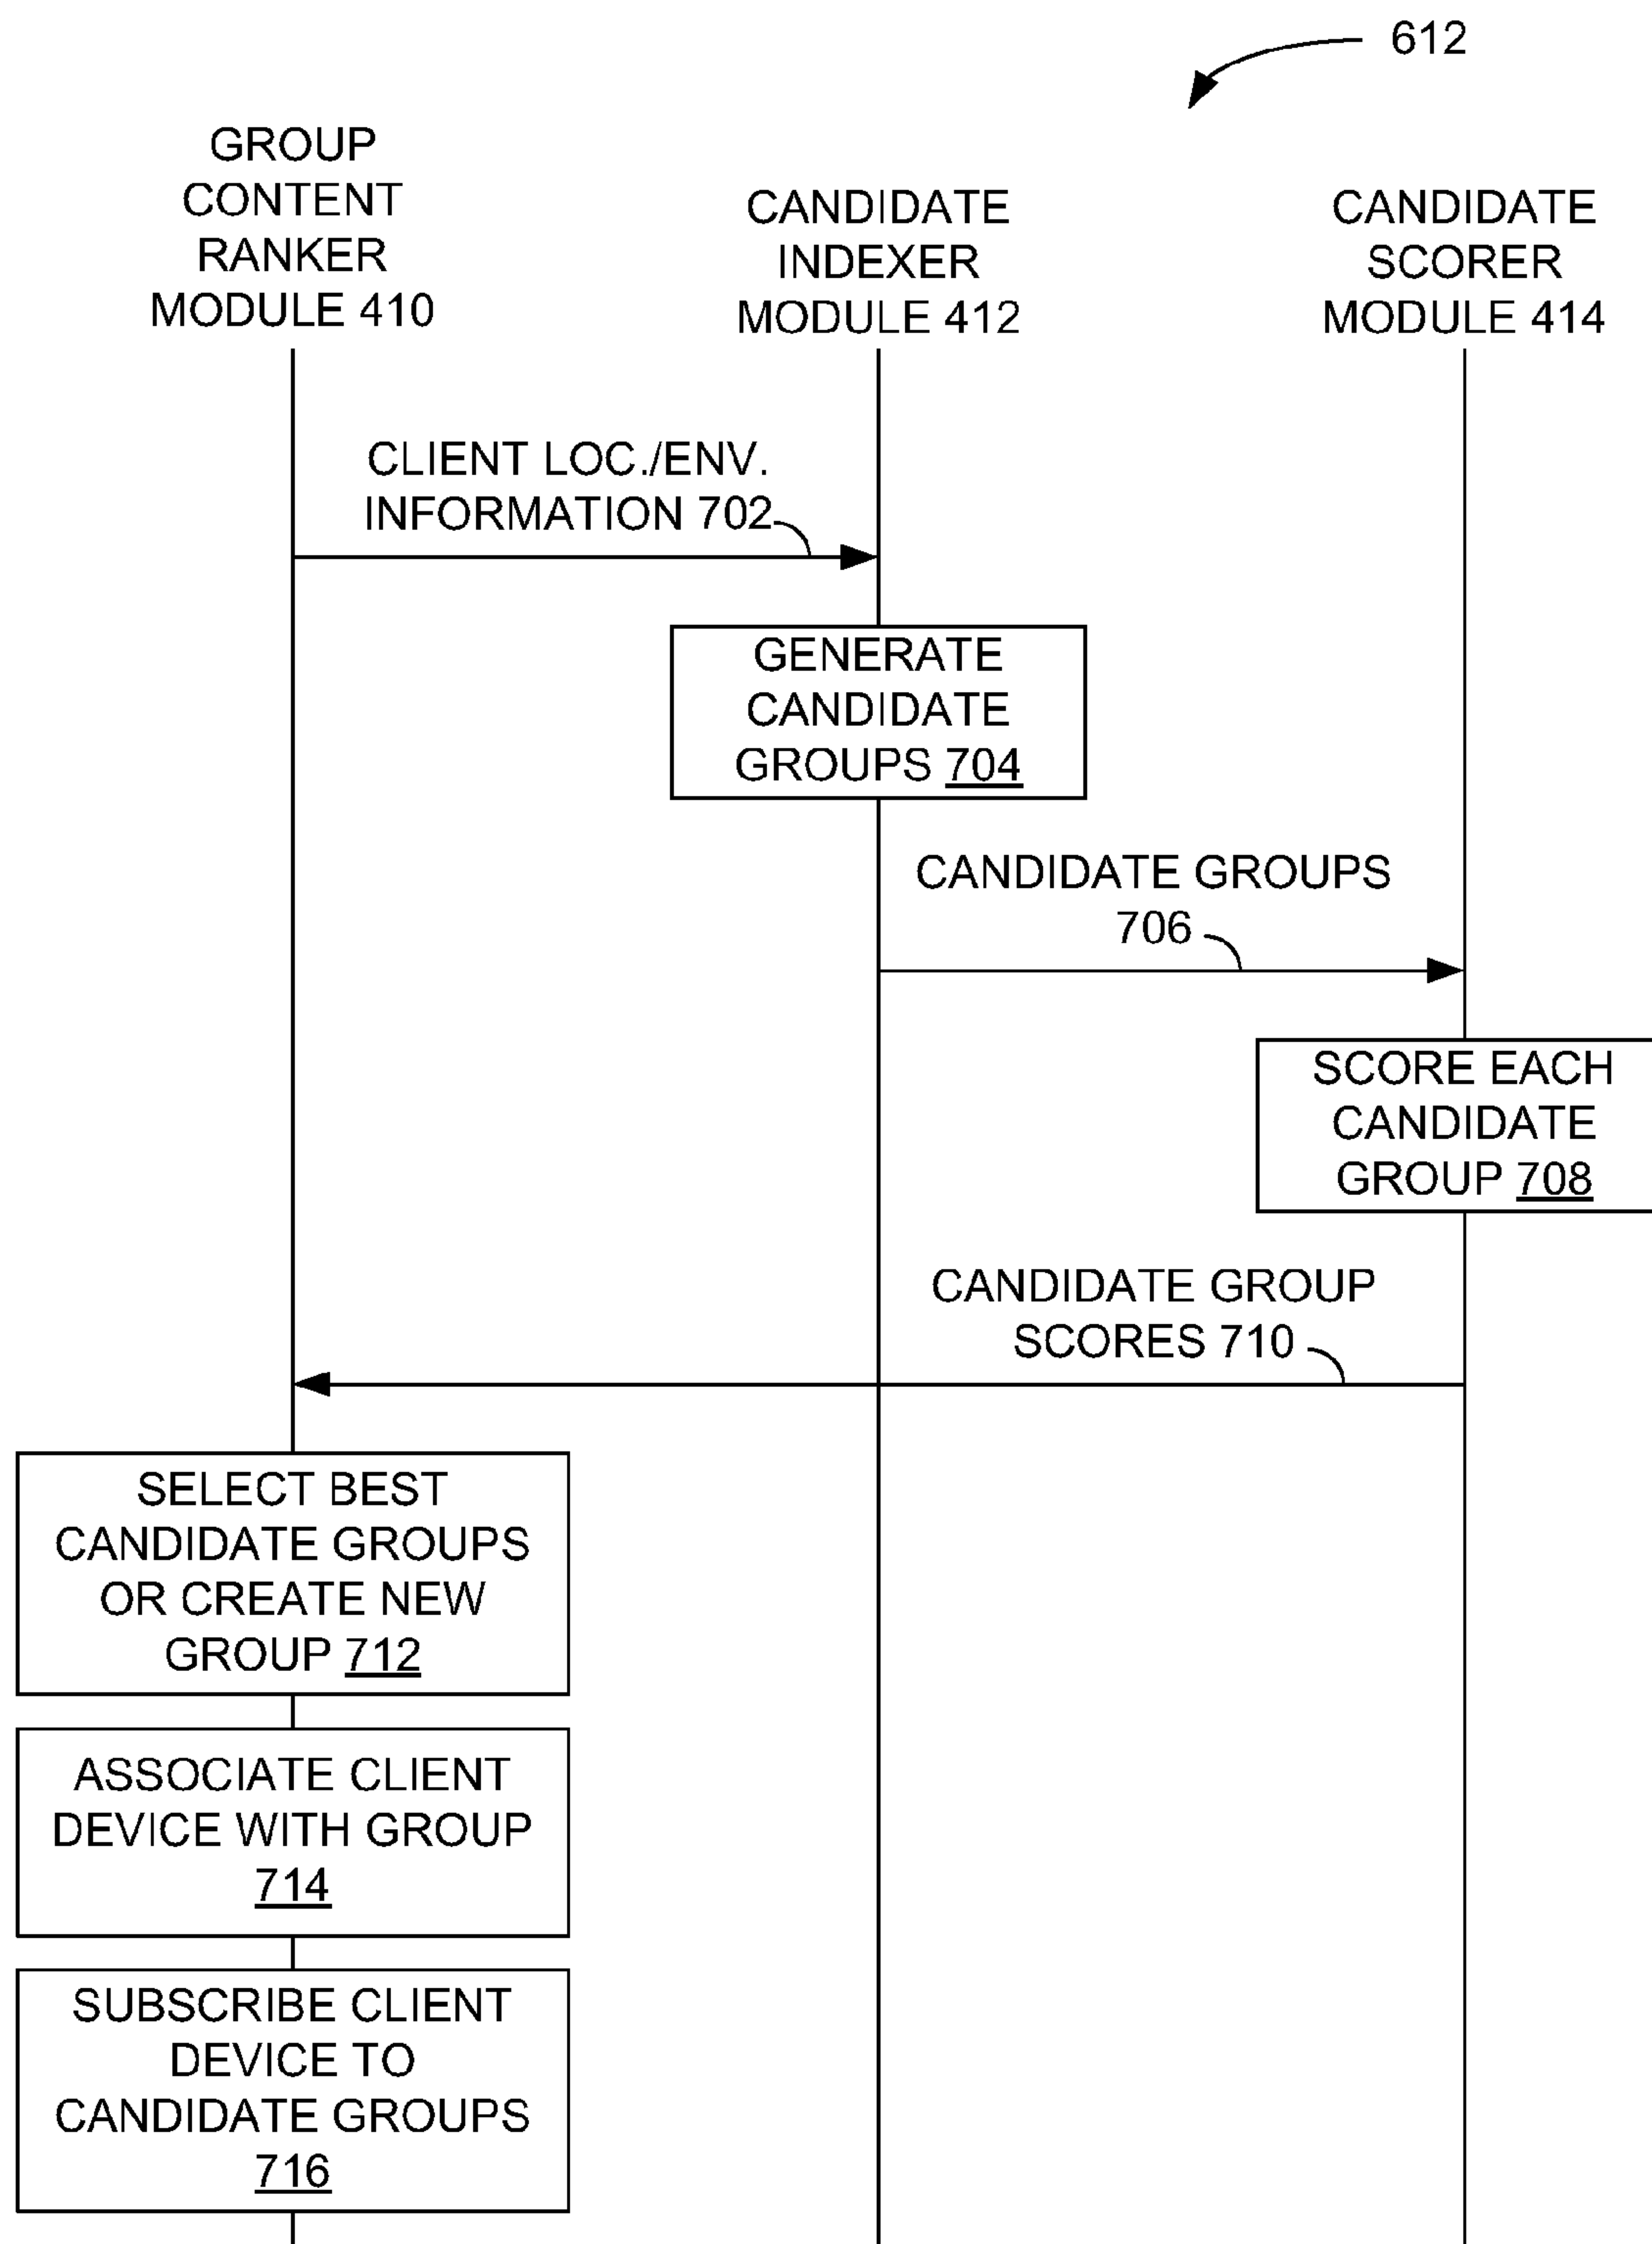 612
GROUP
CONTENT
RANKER
MODULE 410
CANDIDATE
INDEXER
MODULE 412
CANDIDATE
SCORER
MODULE 414
CLIENT LOC./ENV.
INFORMATION 702
GENERATE
CANDIDATE
GROUPS 704
CANDIDATE GROUPS
706
SCORE EACH
CANDIDATE
GROUP 708
CANDIDATE GROUP
SCORES 710
SELECT BEST
CANDIDATE GROUPS
OR CREATE NEW
GROUP 712
ASSOCIATE CLIENT
DEVICE WITH GROUP
714
SUBSCRIBE CLIENT
DEVICE TO
CANDIDATE GROUPS
716